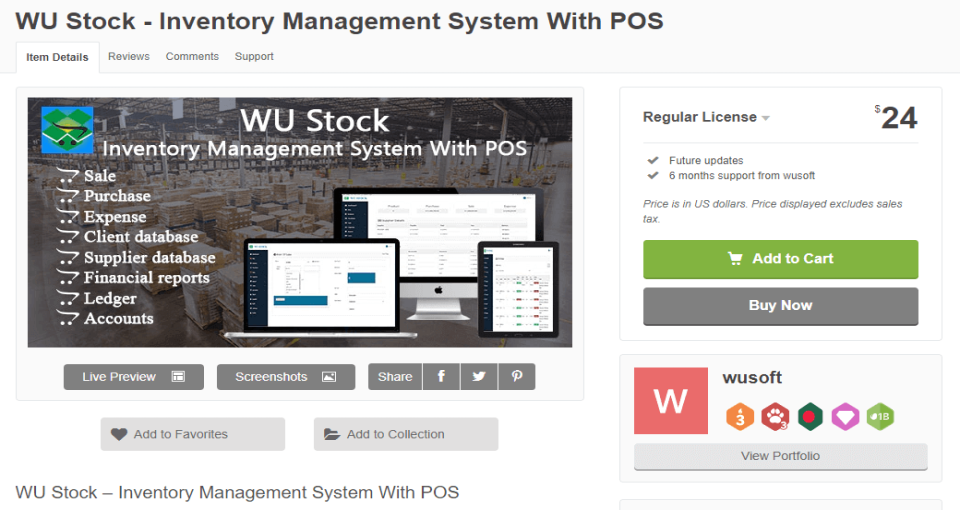 WU Stock - Inventory Management System With POS
Item Details
Reviews
Comments
Support
WU Stock
Inventory Management System With POS
Sale
Purchase
Expense
Client database
Supplier database
Financial reports
Ledger
Accounts
Live Preview
Screenshots
Share
Add to Favorites
Add to Collection
WU Stock – Inventory Management System With POS
Regular License
$24
Future updates
6 months support from wusoft
Price is in US dollars. Price displayed excludes sales
tax.
Add to Cart
Buy Now
W
wusoft
3
3
1B
View Portfolio